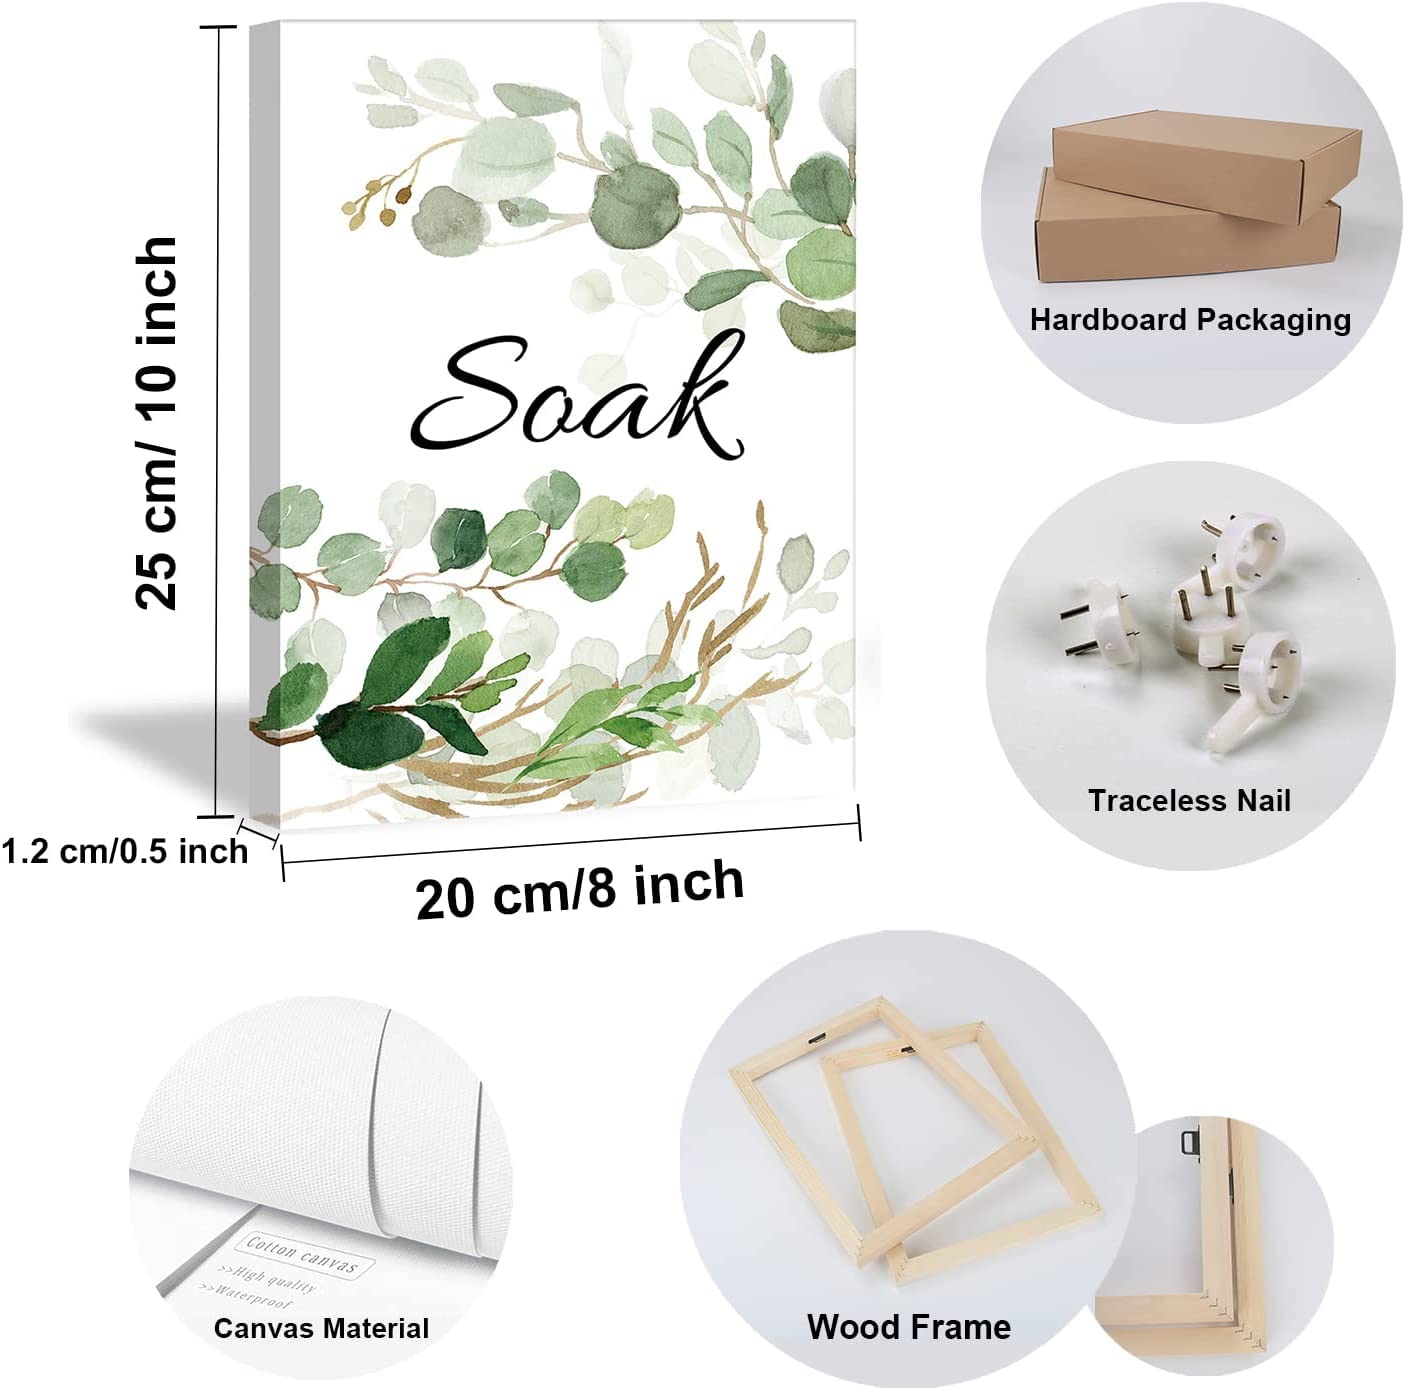 25 cm/ 10 inch
Soak
1.2 cm/0.5 inch
20 cm/8 inch
Hardboard Packaging
Traceless Nail
Cotton canvas
>>High quality
>>Waterproof
Canvas Material
Wood Frame